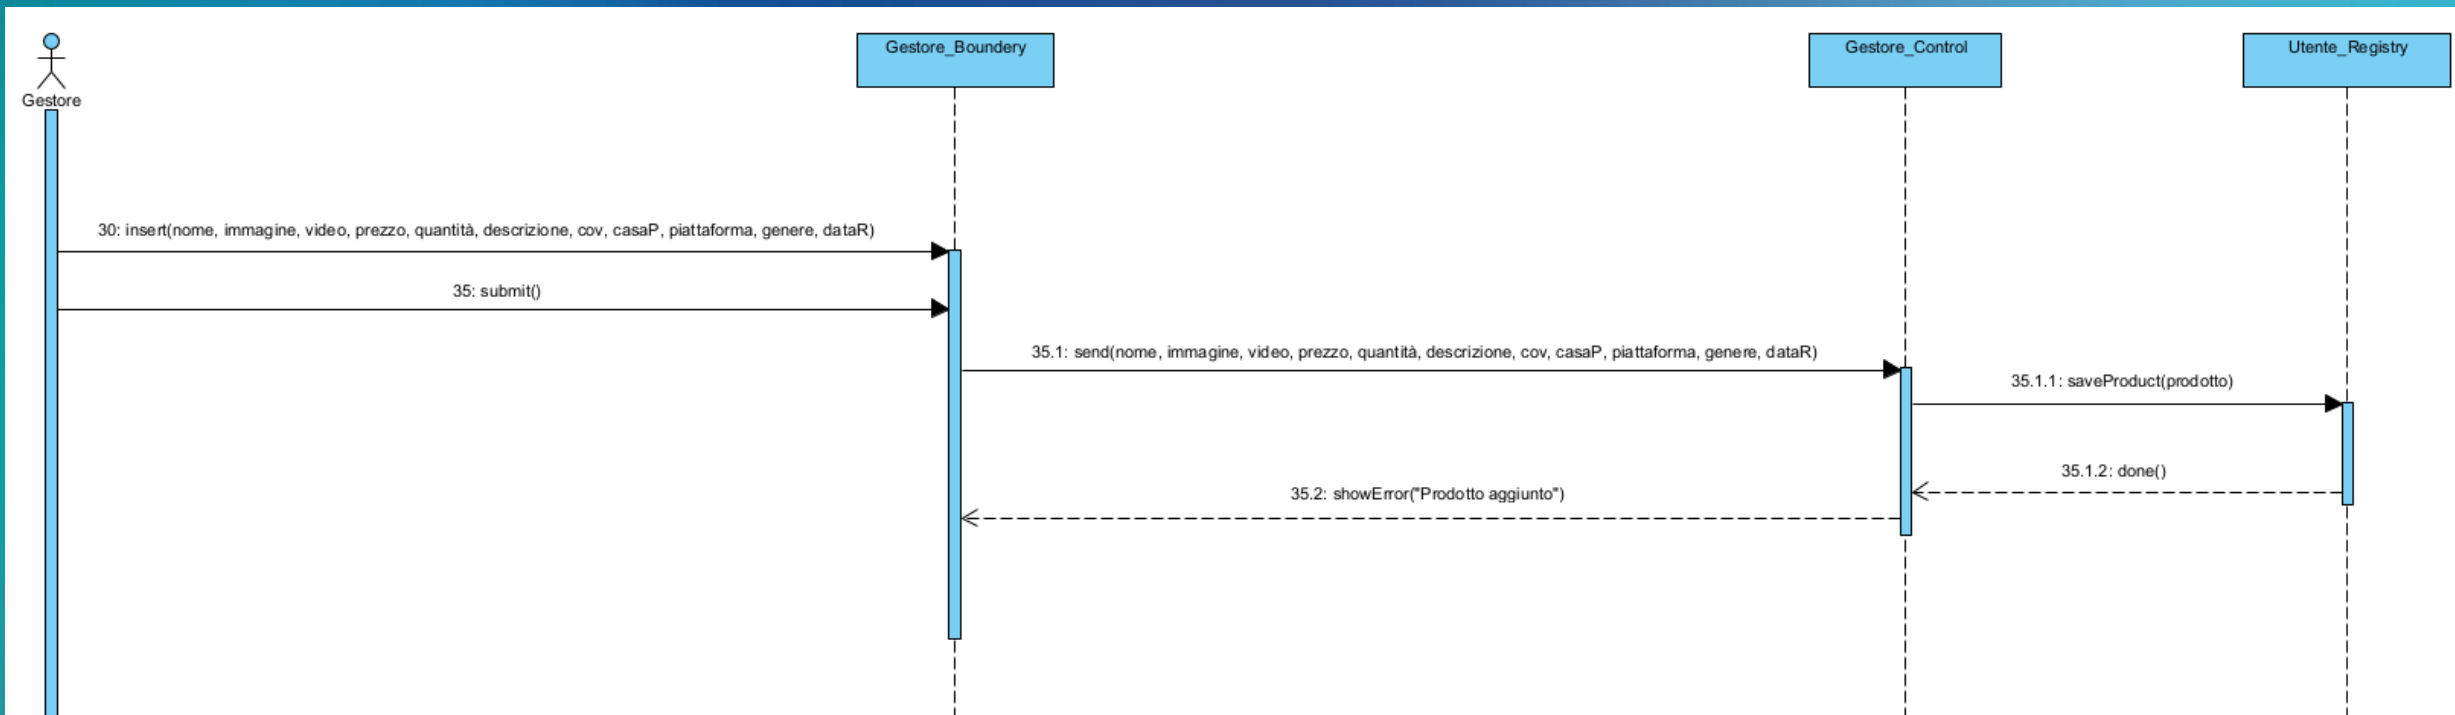 Gestore
Gestore_Boundery
Gestore_Control
Utente_Registry
30: insert(nome, immagine, video, prezzo, quantità, descrizione, cov, casaP, piattaforma, genere, dataR)
35: submit()
35.1: send(nome, immagine, video, prezzo, quantità, descrizione, cov, casaP, piattaforma, genere, dataR)
35.1.1: saveProduct(prodotto)
35.1.2: done()
35.2: showError("Prodotto aggiunto")